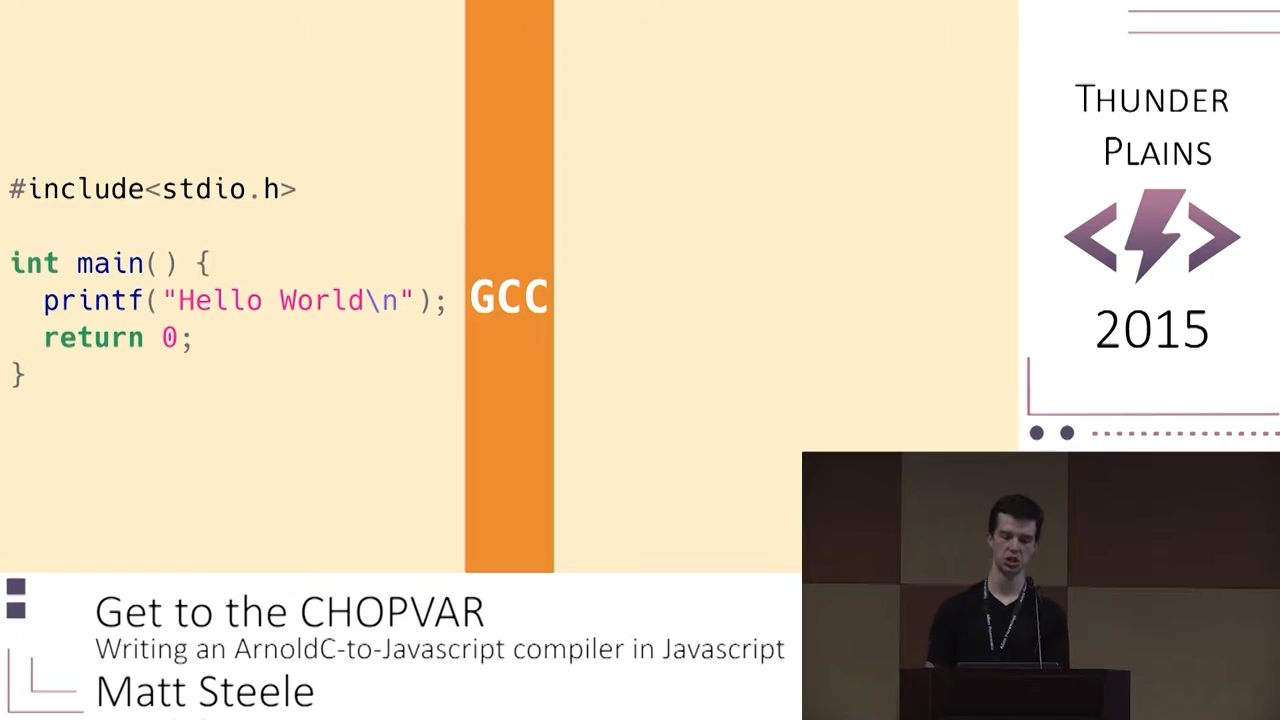 #include<stdio.h>
int main() {
printf("Hello World\n");
return 0;
}
GCC
THUNDER
PLAINS
2015
Get to the CHOPVAR
Writing an ArnoldC-to-Javascript compiler in Javascript
Matt Steele